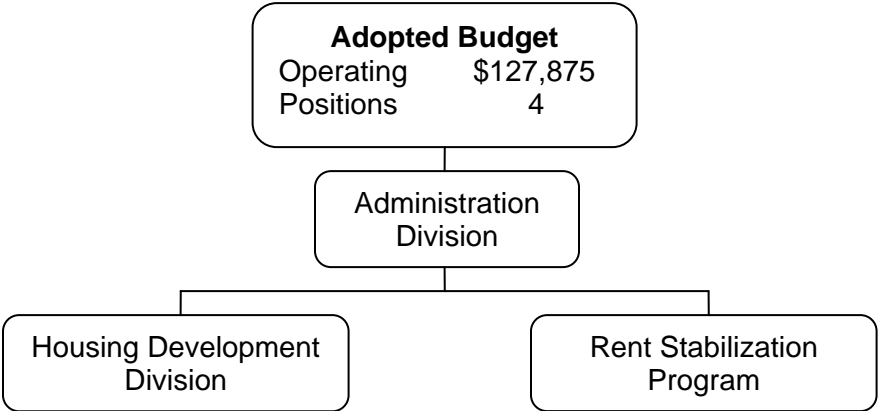 Adopted Budget
Operating $127,875
Positions 4
Administration
Division
Housing Development
Division
Rent Stabilization
Program